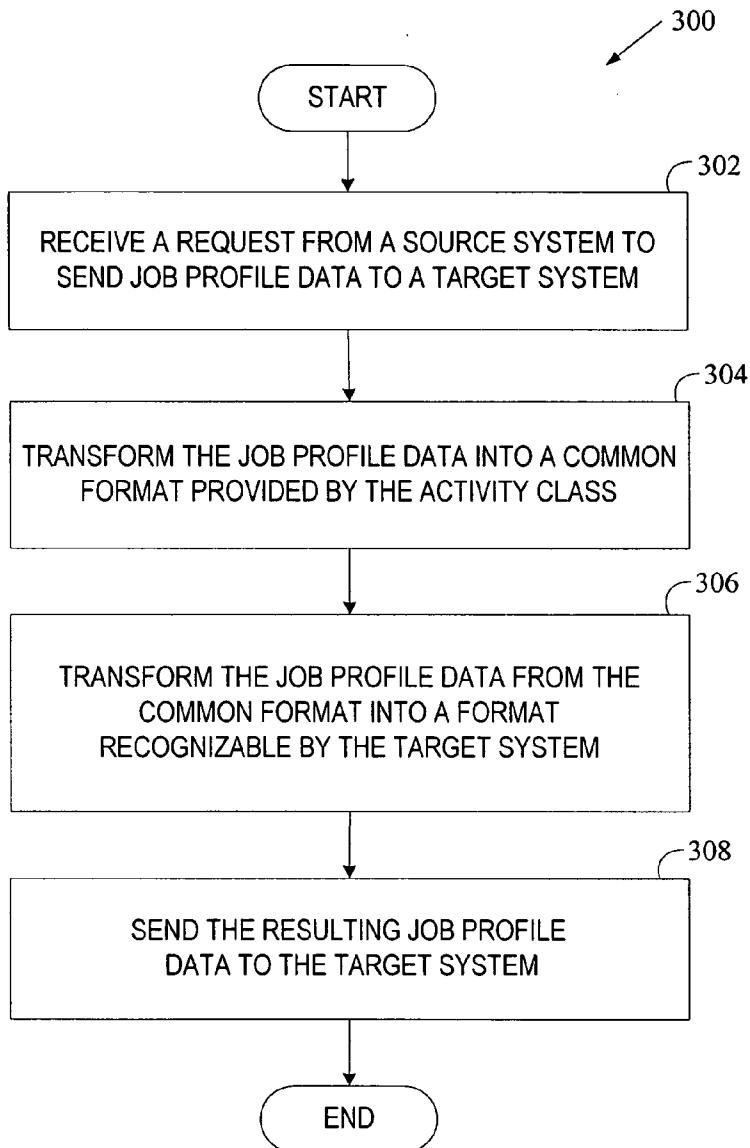 300
START
302
RECEIVE A REQUEST FROM A SOURCE SYSTEM TO
SEND JOB PROFILE DATA TO A TARGET SYSTEM
304
TRANSFORM THE JOB PROFILE DATA INTO A COMMON
FORMAT PROVIDED BY THE ACTIVITY CLASS
306
TRANSFORM THE JOB PROFILE DATA FROM THE
COMMON FORMAT INTO A FORMAT
RECOGNIZABLE BY THE TARGET SYSTEM
308
SEND THE RESULTING JOB PROFILE
DATA TO THE TARGET SYSTEM
END